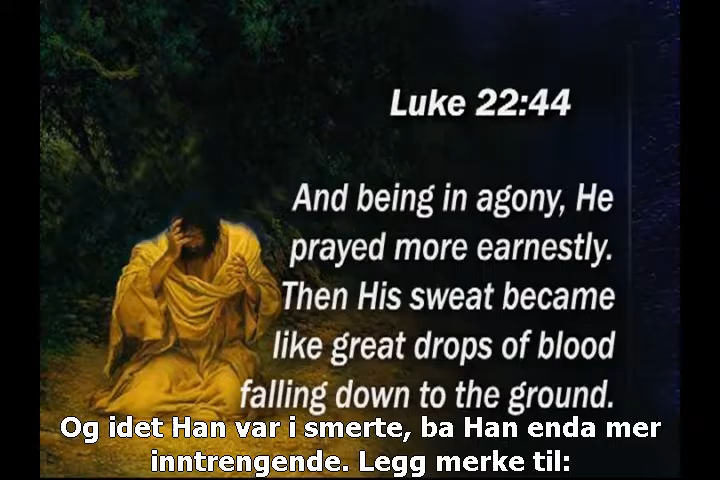 Luke 22:44
And being in agony, He
prayed more earnestly.
Then His sweat became
like great drops of blood
falling down to the ground.
Og idet Han var i smerte, ba Han enda mer
inntrengende. Legg merke til: